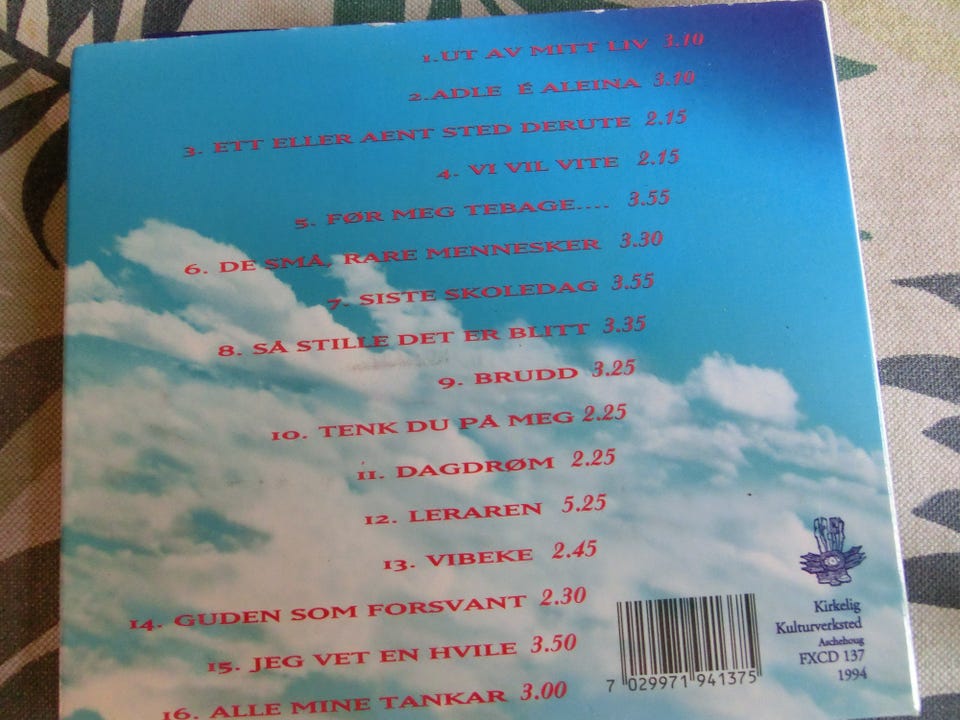 1. UT AV MITT LIV 3.10
2. ADLE É ALEINA 3.10
3. ETT ELLER AENT STED DERUTE 2.15
4. VI VIL VITE 2.15
5. FØR MEG TEBAGE.... 3.55
6. DE SMÅ, RARE MENNESKER 3.30
7. SISTE SKOLEDAG 3.55
8. SÅ STILLE DET ER BLITT 3.35
9. BRUDD 3.25
10. TENK DU PÅ MEG 2.25
11. DAGDRØM 2.25
12. LERAREN 5.25
13. VIBEKE 2.45
14. GUDEN SOM FORSVANT 2.30
15. JEG VET EN HVILE 3.50
16. ALLE MINE TANKAR 3.00
Kirkelig
Kulturverksted
Aschehoug
FXCD 137
1994
7 029971 941375